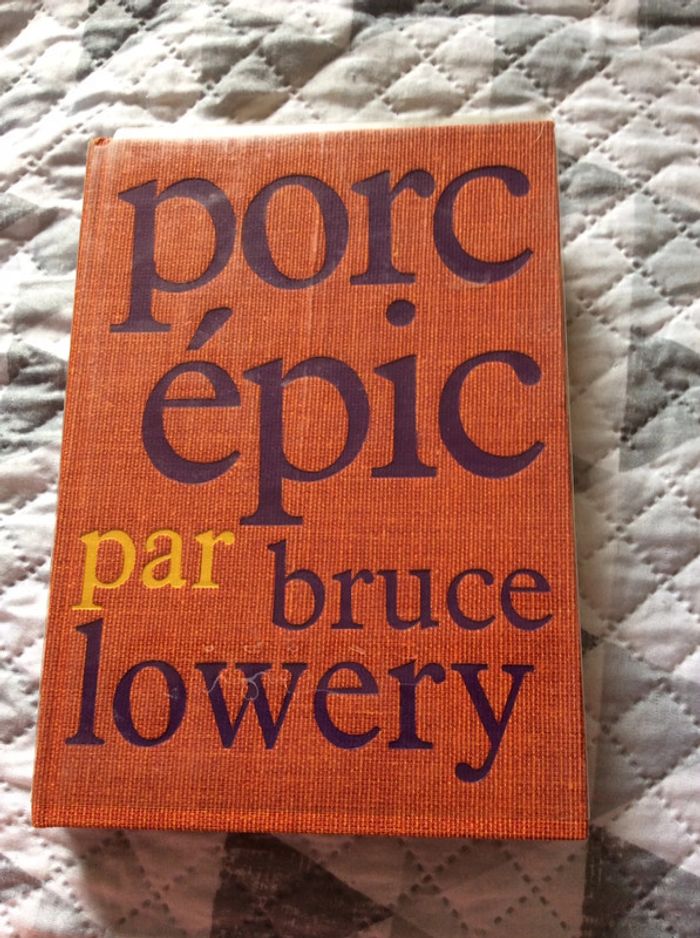 porc
épic
par bruce
lowery